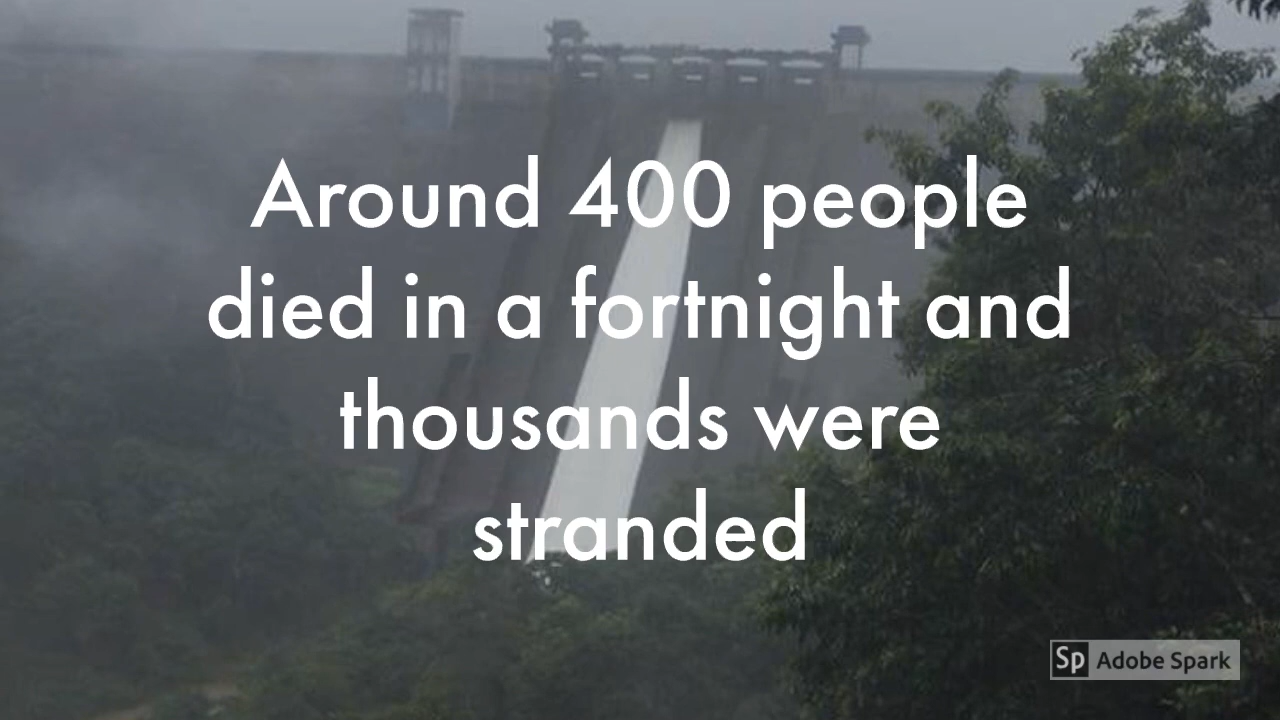 Around 400 people
died in a fortnight and
thousands were
stranded
Sp Adobe Spark